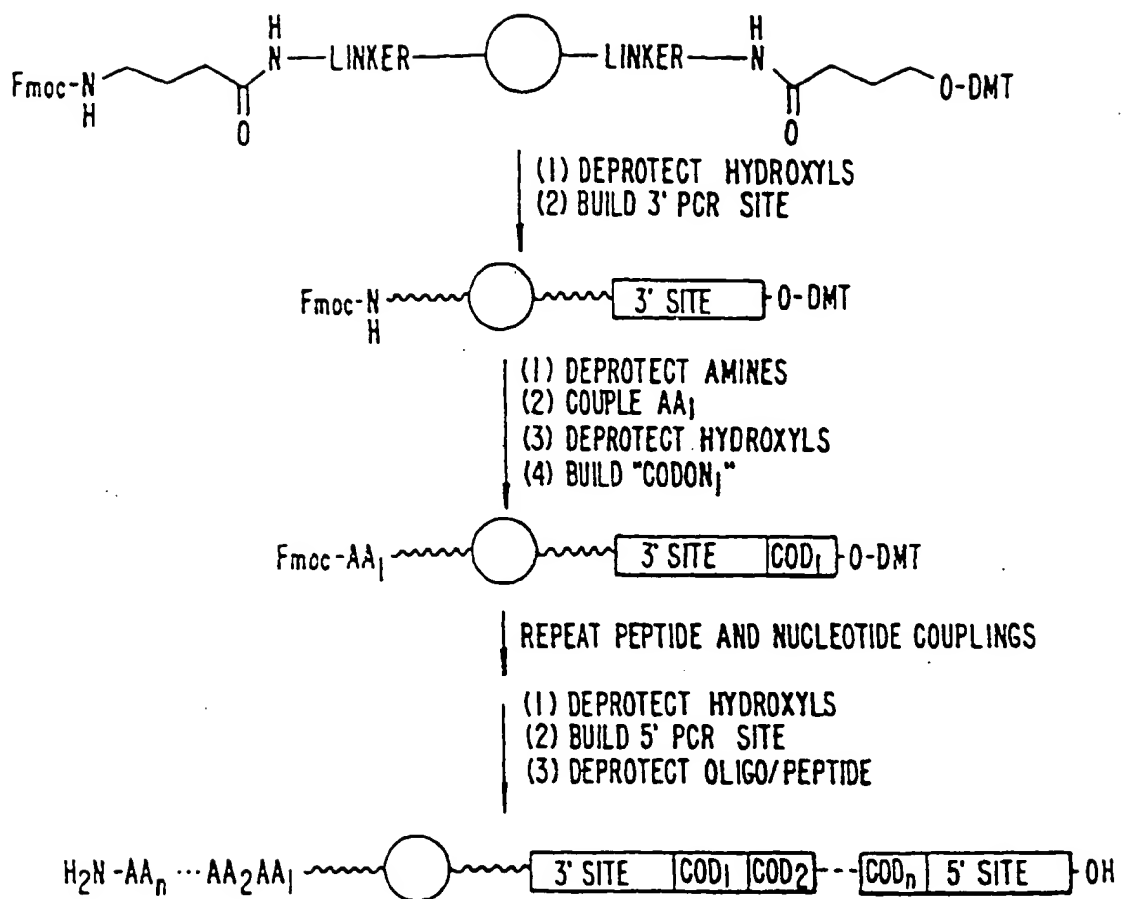 H H
Fmoc-N N—LINKER— —LINKER—N O-DMT
H O O
(1) DEPROTECT HYDROXYLS
(2) BUILD 3' PCR SITE
Fmoc-N 3' SITE O-DMT
H
(1) DEPROTECT AMINES
(2) COUPLE AA₁
(3) DEPROTECT HYDROXYLS
(4) BUILD "CODON₁"
Fmoc-AA₁ 3' SITE COD₁ O-DMT
REPEAT PEPTIDE AND NUCLEOTIDE COUPLINGS
(1) DEPROTECT HYDROXYLS
(2) BUILD 5' PCR SITE
(3) DEPROTECT OLIGO/PEPTIDE
H₂N-AAₙ ··· AA₂AA₁ 3' SITE COD₁ COD₂ --- CODₙ 5' SITE OH